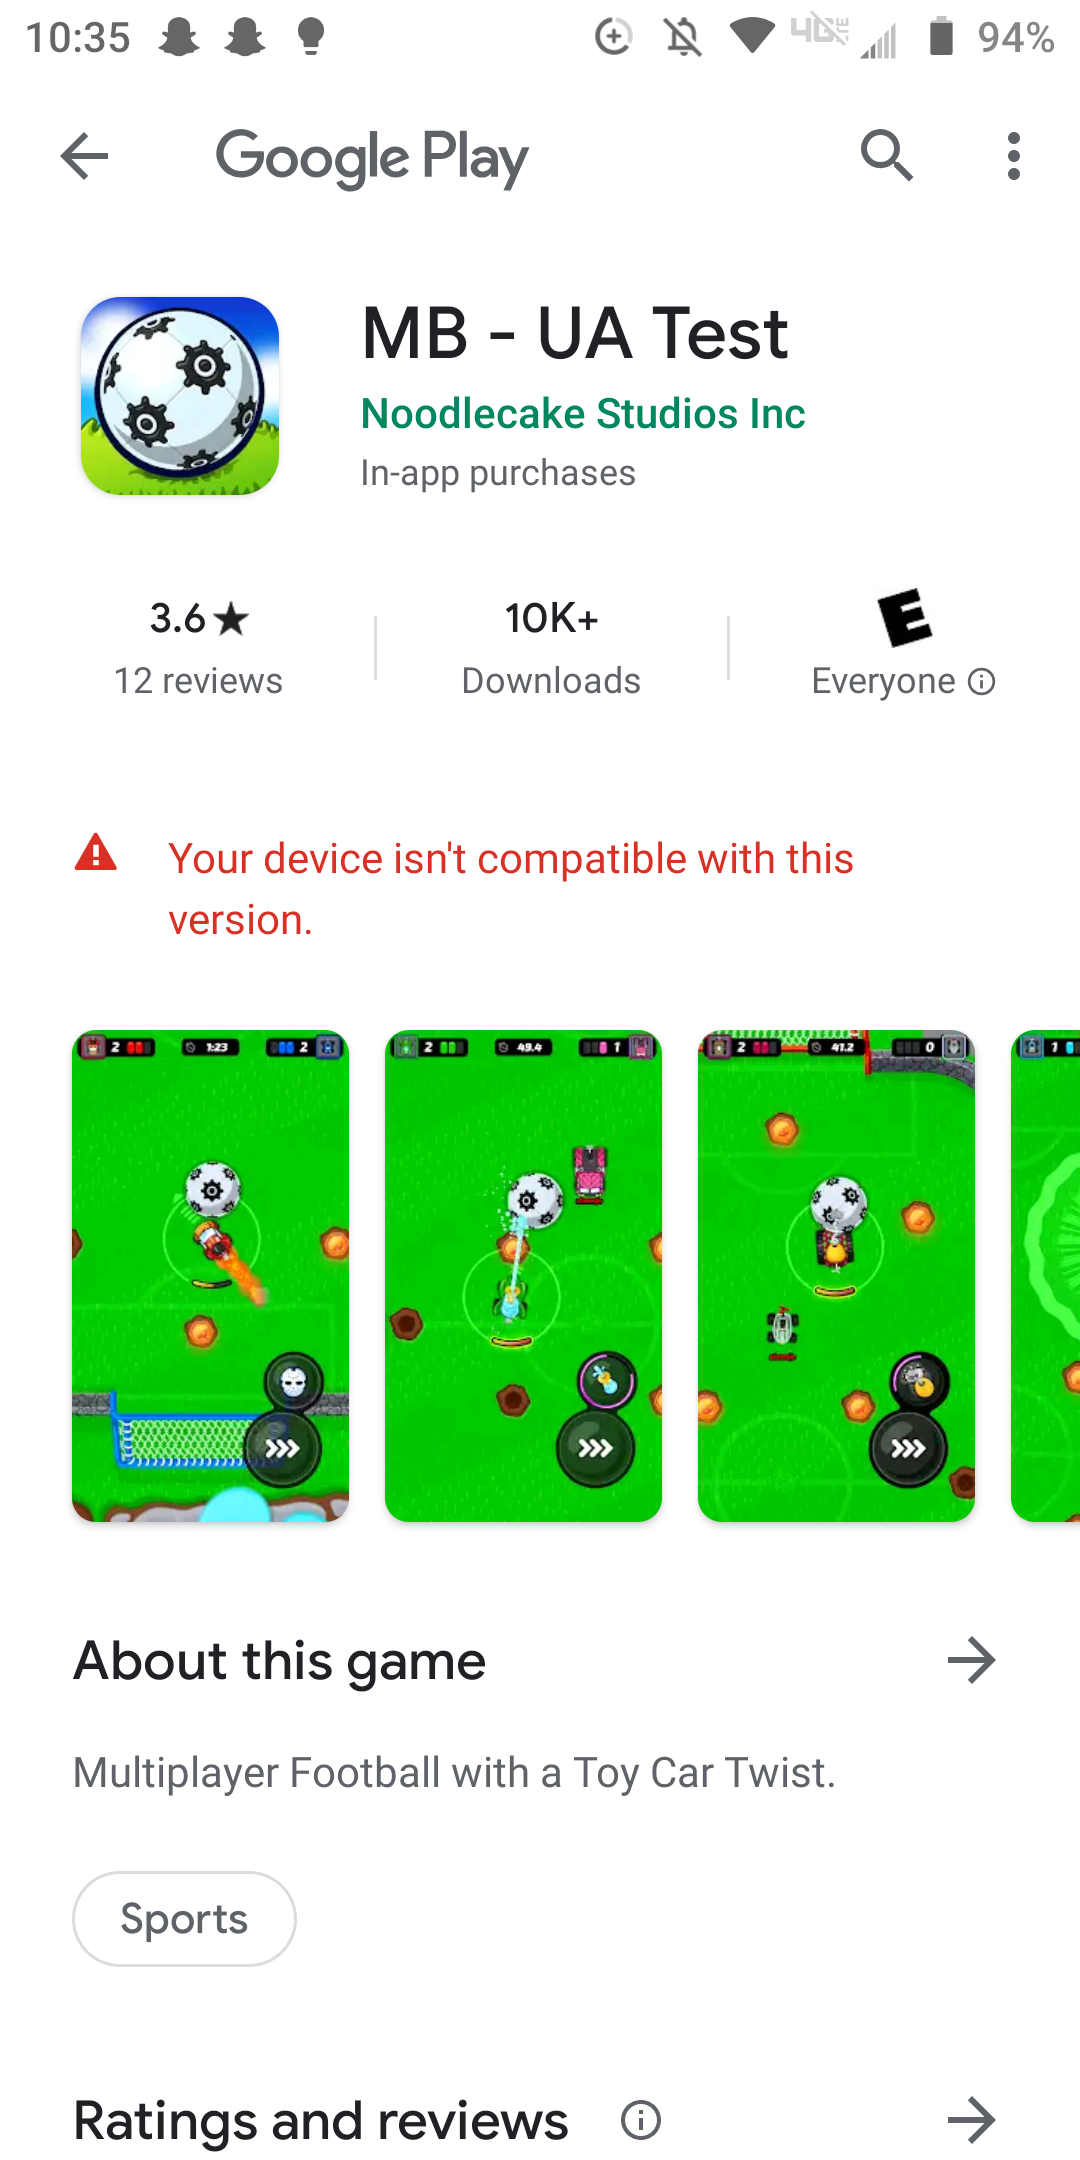 10:35
4G E
94%
Google Play
MB - UA Test
Noodlecake Studios Inc
In-app purchases
3.6★
10K+
E
12 reviews
Downloads
Everyone
Your device isn't compatible with this
version.
2 1:23 2
2 49.4 1
2 41.2 0
1
About this game
Multiplayer Football with a Toy Car Twist.
Sports
Ratings and reviews